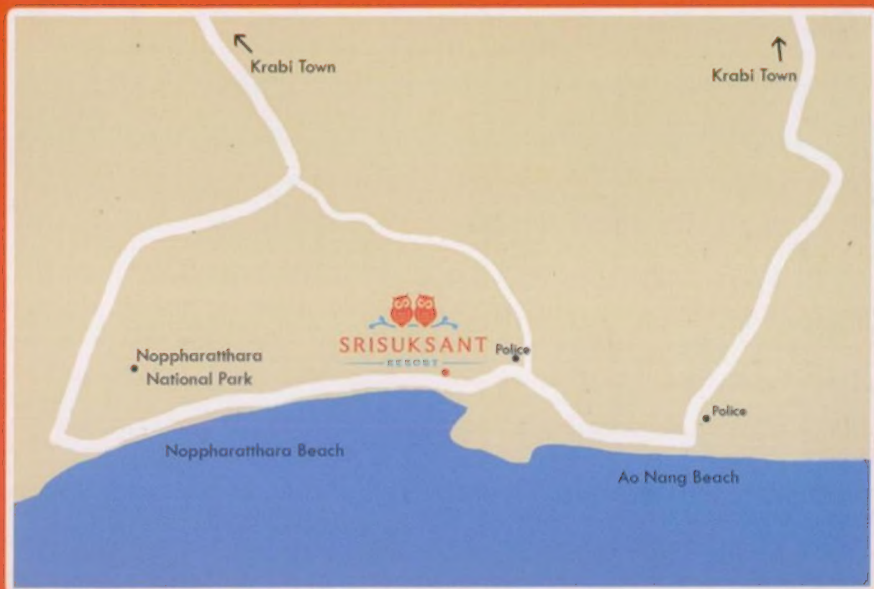 Krabi Town
Krabi Town
SRISUKSANT
RESORT
Police
Noppharatthara
National Park
Police
Noppharatthara Beach
Ao Nang Beach